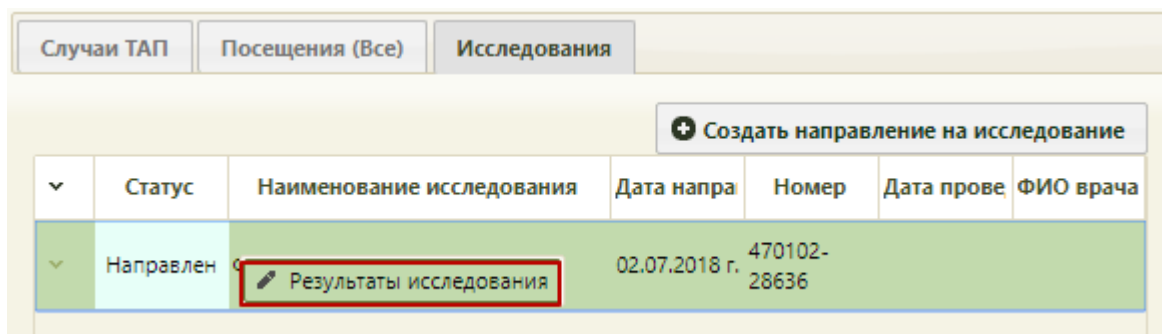 Случаи ТАП Посещения (Все) Исследования
Создать направление на исследование
Статус Наименование исследования Дата напра Номер Дата прове ФИО врача
Направлен 02.07.2018 г. 470102-
28636
Результаты исследования